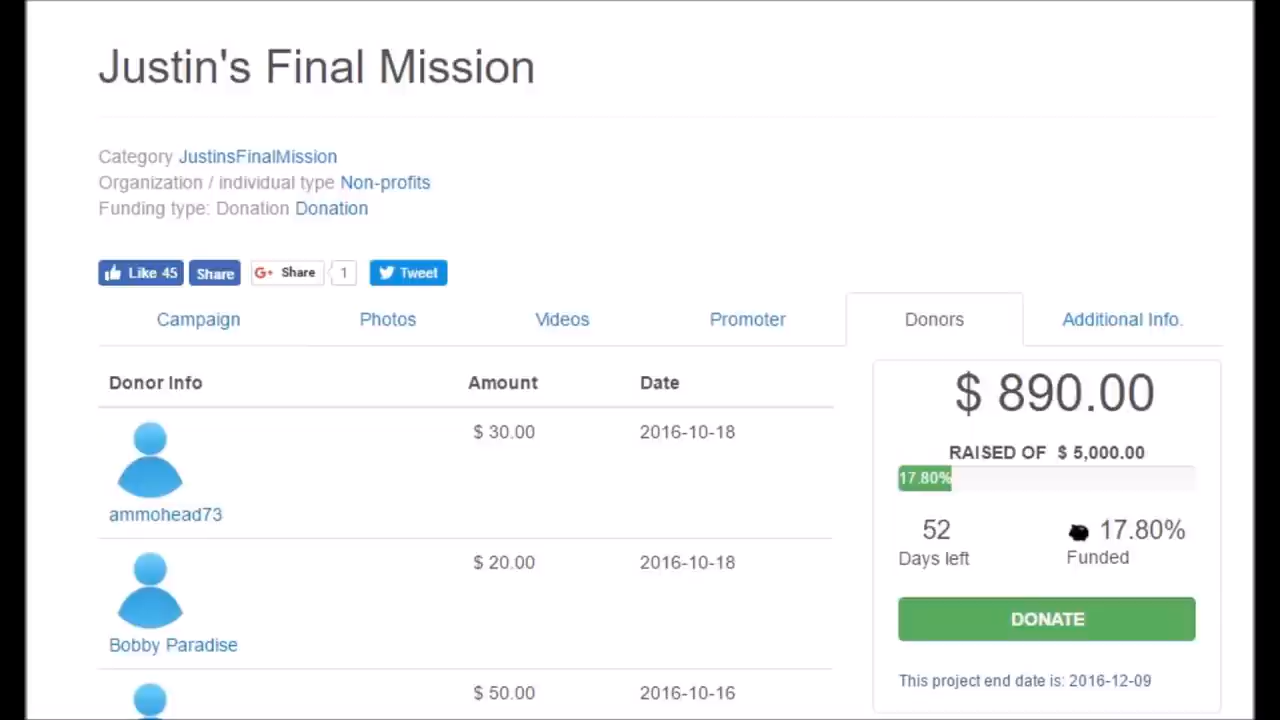 Justin's Final Mission
Category JustinsFinalMission
Organization / individual type Non-profits
Funding type: Donation Donation
Like 45 Share G+ Share 1 Tweet
Campaign Photos Videos Promoter Donors Additional Info.
Donor Info Amount Date
$ 30.00 2016-10-18
ammohead73
$ 20.00 2016-10-18
Bobby Paradise
$ 50.00 2016-10-16
$ 890.00
RAISED OF $ 5,000.00
17.80%
52 17.80%
Days left Funded
DONATE
This project end date is: 2016-12-09